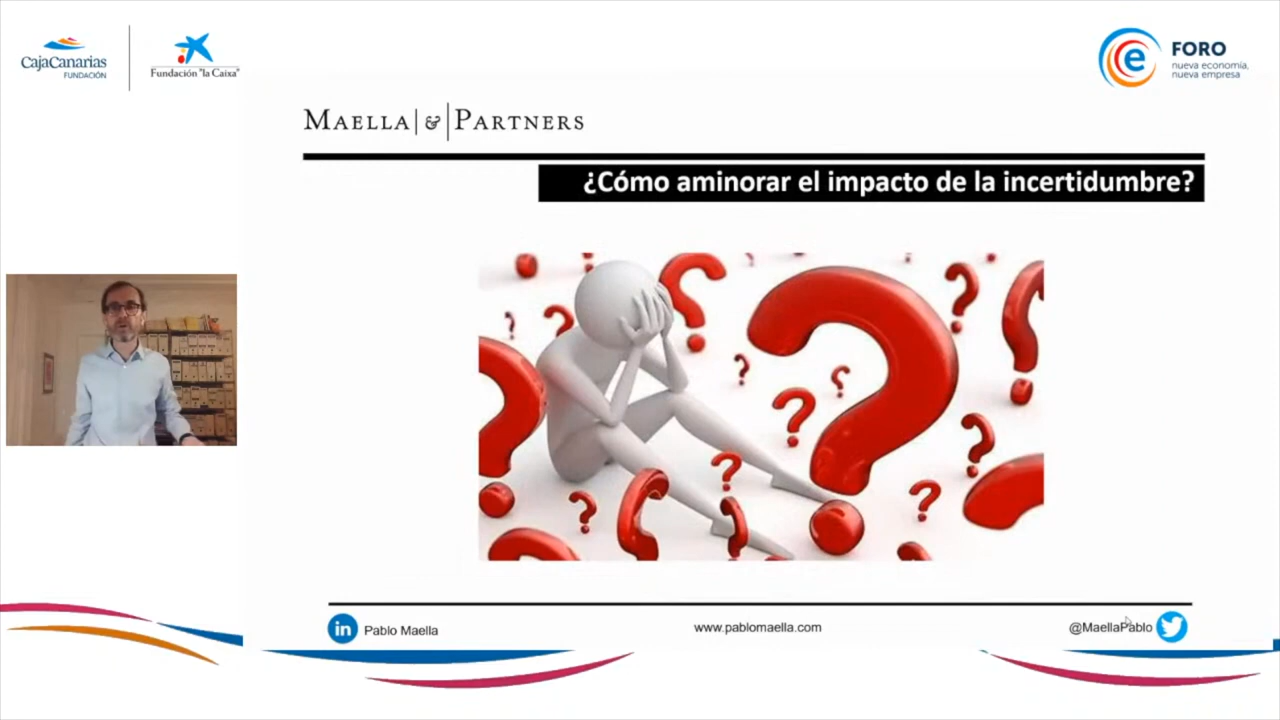 CajaCanarias
FUNDACIÓN
Fundación "la Caixa"
e
FORO
nueva economía,
nueva empresa
MAELLA & PARTNERS
¿Cómo aminorar el impacto de la incertidumbre?
in
Pablo Maella
www.pablomaella.com
@MaellaPablo